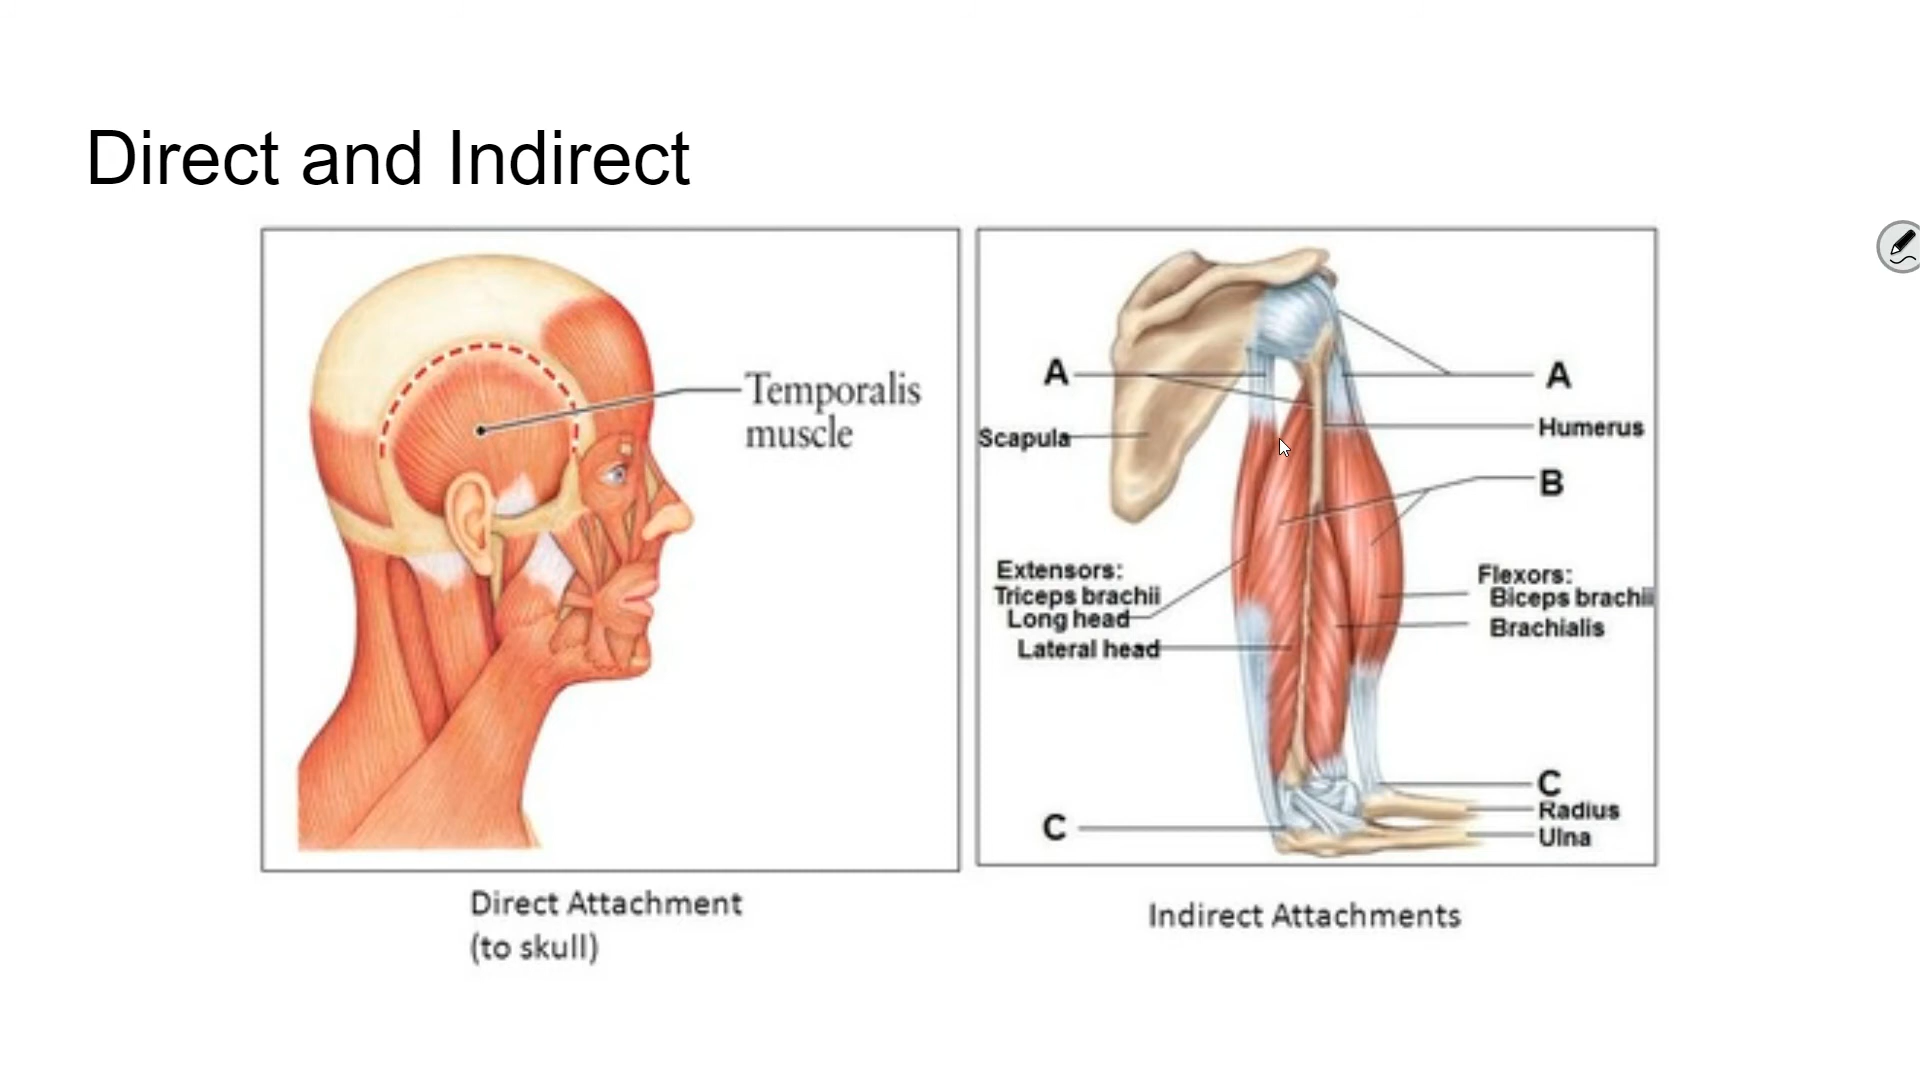 Direct and Indirect
Temporalis
muscle
A
A
Scapula
Humerus
B
Extensors:
Triceps brachii
Long head
Lateral head
Flexors:
Biceps brachii
Brachialis
C
Radius
Ulna
C
Direct Attachment
(to skull)
Indirect Attachments